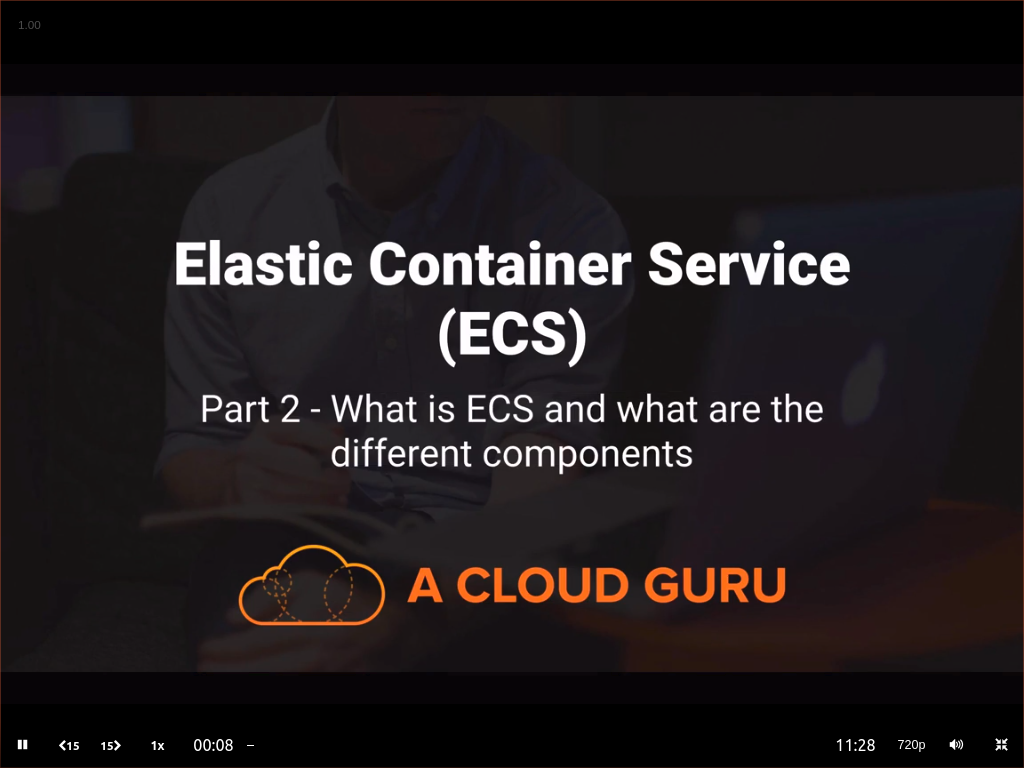 1.00
Elastic Container Service
(ECS)
Part 2 - What is ECS and what are the
different components
A CLOUD GURU
15 15 1x 00:08 – 11:28 720p